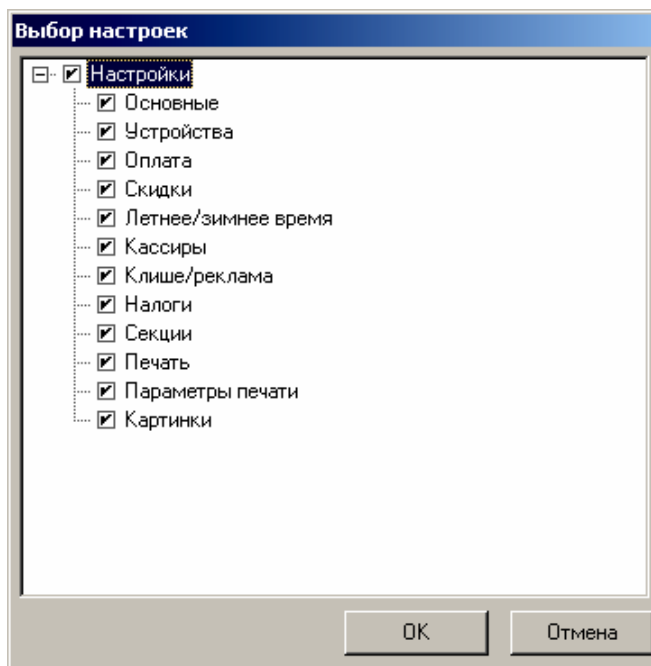 Выбор настроек
Настройки
Основные
Устройства
Оплата
Скидки
Летнее/зимнее время
Кассиры
Клише/реклама
Налоги
Секции
Печать
Параметры печати
Картинки
OK Отмена